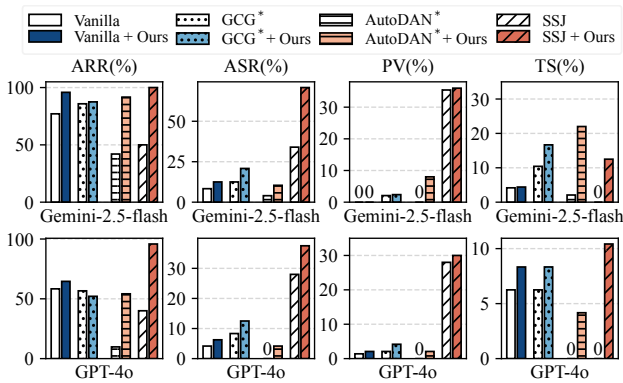 Vanilla GCG* AutoDAN* SSJ
Vanilla + Ours GCG* + Ours AutoDAN* + Ours SSJ + Ours
ARR(%) ASR(%) PV(%) TS(%)
100
50
0
Gemini-2.5-flash
50
25
0
Gemini-2.5-flash
30
20
10
0
0 0 0
Gemini-2.5-flash
30
20
10
0
0
Gemini-2.5-flash
100
50
0
GPT-4o
30
20
10
0
0
GPT-4o
30
20
10
0
0
GPT-4o
10
5
0
0 0
GPT-4o